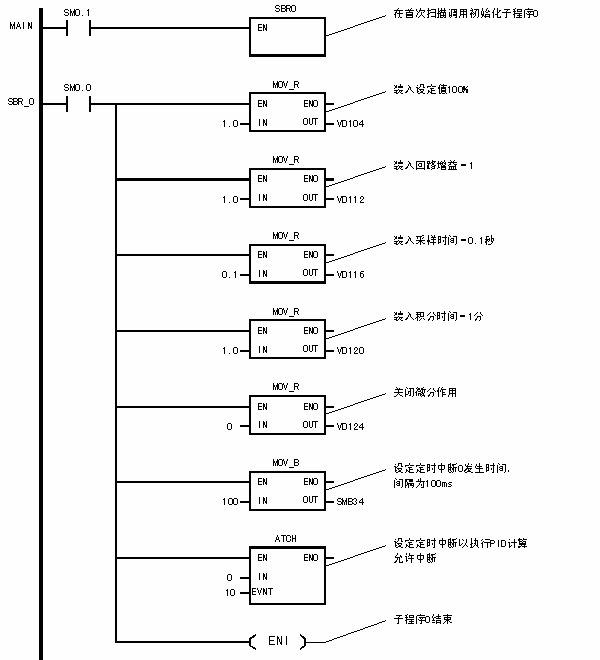 MAIN SM0.1 SBR0 在首次扫描调用初始化子程序0
EN
SBR_0 SM0.0 MOV_R 装入设定值100%
EN ENO
1.0 IN OUT VD104
MOV_R 装入回路增益=1
EN ENO
1.0 IN OUT VD112
MOV_R 装入采样时间=0.1秒
EN ENO
0.1 IN OUT VD116
MOV_R 装入积分时间=1分
EN ENO
1.0 IN OUT VD120
MOV_R 关闭微分作用
EN ENO
0 IN OUT VD124
MOV_B 设定定时中断0发生时间,
EN ENO 间隔为100ms
100 IN OUT SMB34
ATCH 设定定时中断以执行PID计算
EN ENO 允许中断
0 IN
10 EVNT
子程序0结束
ENI